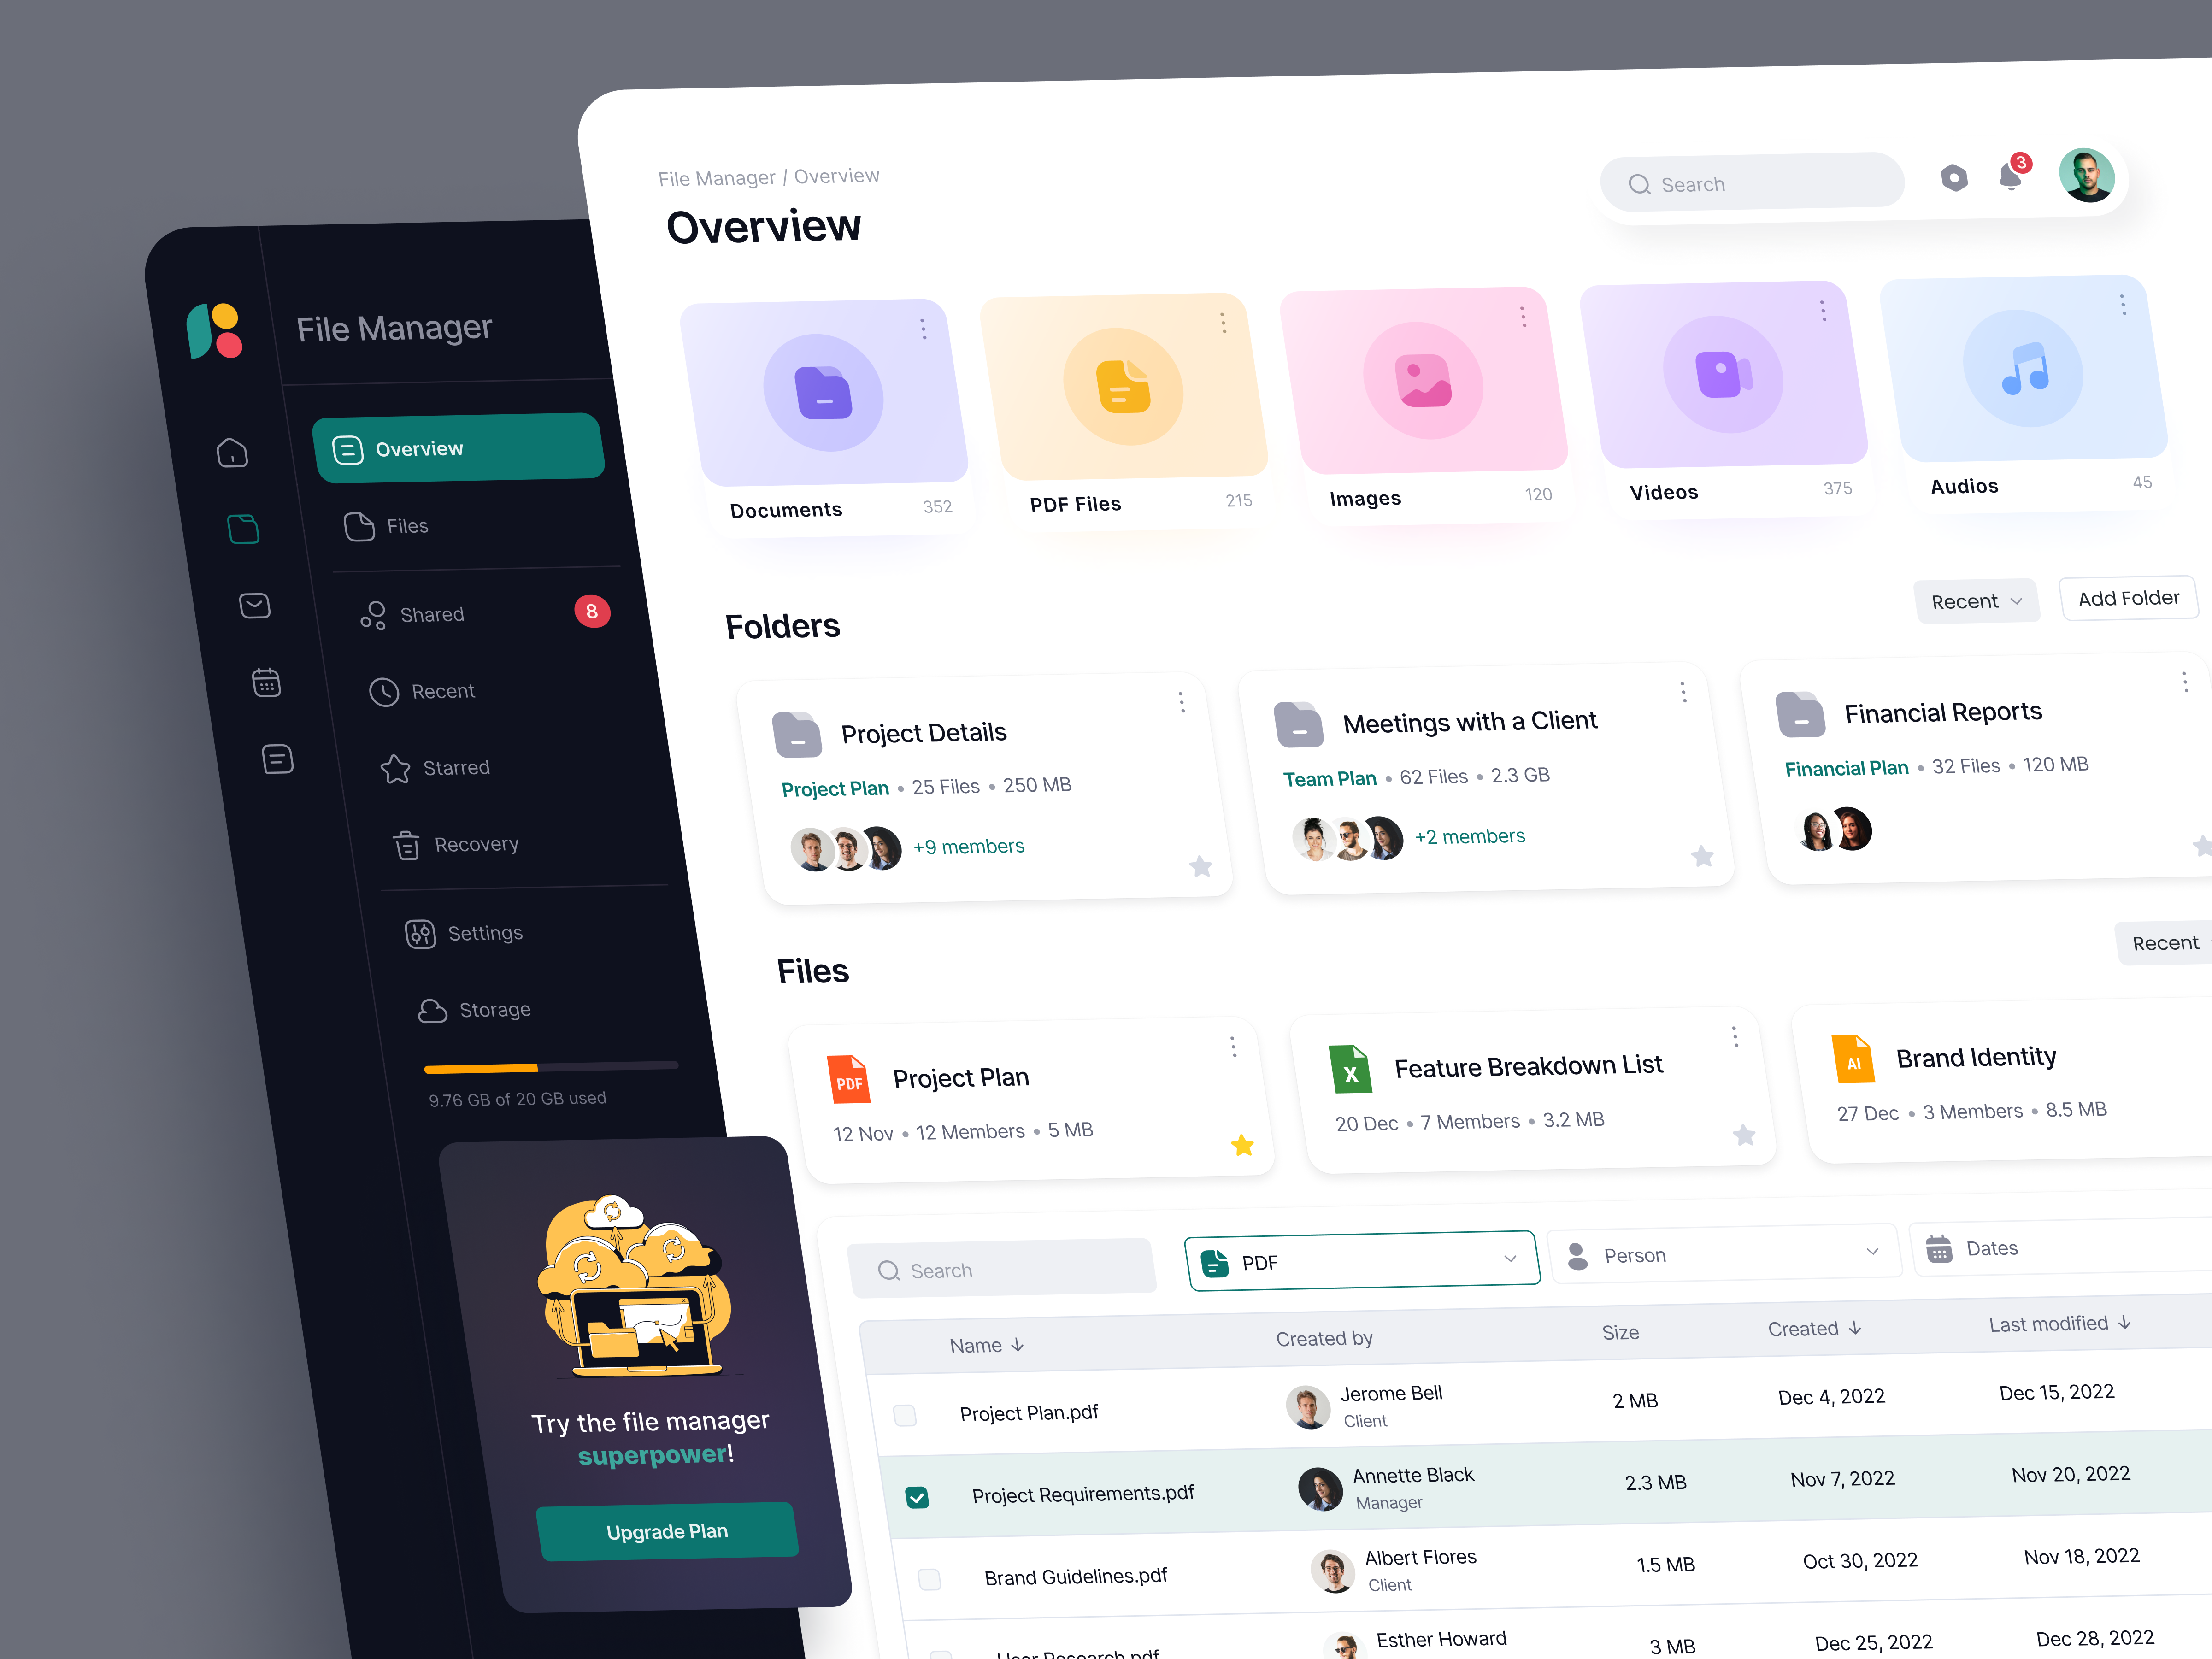 File Manager
Overview
Files
Shared
8
Recent
Starred
Recovery
Settings
Storage
9.76 GB of 20 GB used
Try the file manager
superpower!
Upgrade Plan
File Manager / Overview
Overview
Search
3
Documents 352
PDF Files 215
Images 120
Videos 375
Audios 45
Folders
Recent
Add Folder
Project Details
Project Plan • 25 Files • 250 MB
+9 members
Meetings with a Client
Team Plan • 62 Files • 2.3 GB
+2 members
Financial Reports
Financial Plan • 32 Files • 120 MB
Files
Recent
PDF
Project Plan
12 Nov • 12 Members • 5 MB
X
Feature Breakdown List
20 Dec • 7 Members • 3.2 MB
AI
Brand Identity
27 Dec • 3 Members • 8.5 MB
Search
PDF
Person
Dates
Name Created by Size Created Last modified
Project Plan.pdf Jerome Bell 2 MB Dec 4, 2022 Dec 15, 2022
Client
Project Requirements.pdf Annette Black 2.3 MB Nov 7, 2022 Nov 20, 2022
Manager
Brand Guidelines.pdf Albert Flores 1.5 MB Oct 30, 2022 Nov 18, 2022
Client
User Research.pdf Esther Howard 3 MB Dec 25, 2022 Dec 28, 2022